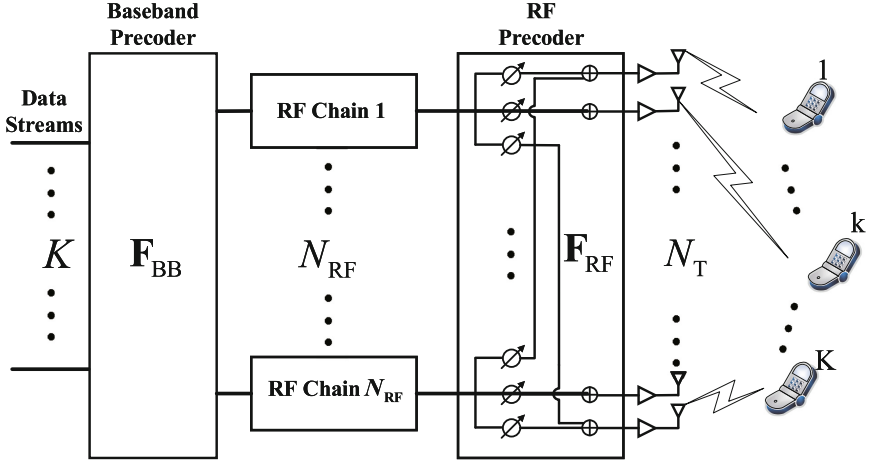 Baseband
Precoder
RF
Precoder
Data
Streams
K
F_BB
RF Chain 1
N_RF
RF Chain N_RF
F_RF
N_T
1
k
K